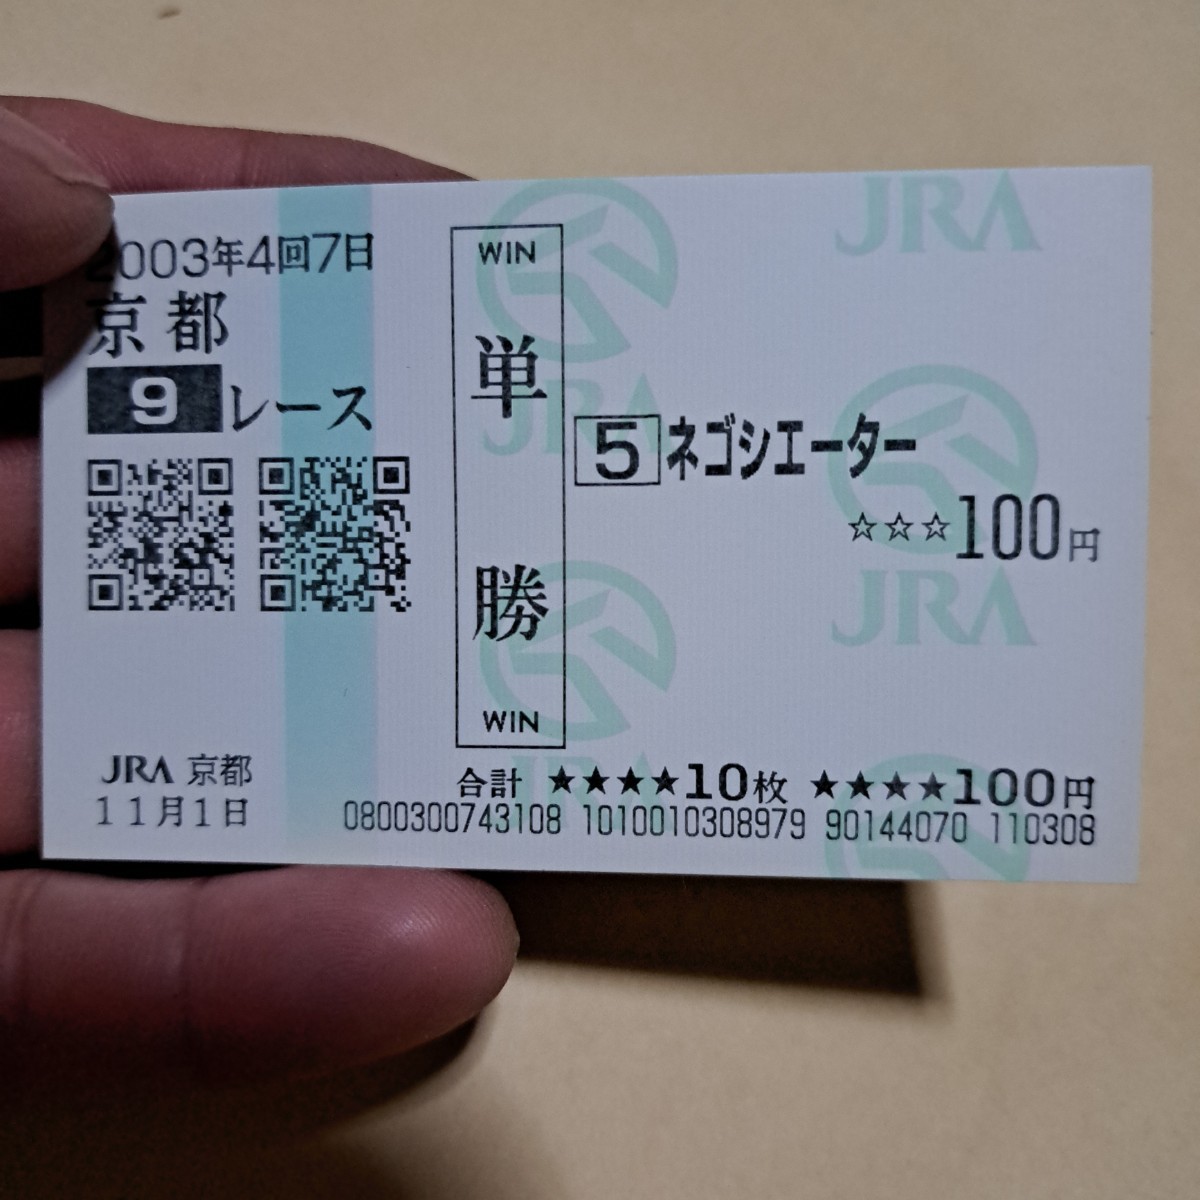 2003年4回7日
京都
9レース
WIN
単勝
WIN
5 ネゴシエーター
☆☆☆100円
JRA 京都
11月1日
合計 ★★★★10枚 ★★★★100円
0800300743108 1010010308979 90144070 110308
JRA
JRA
JRA
JRA